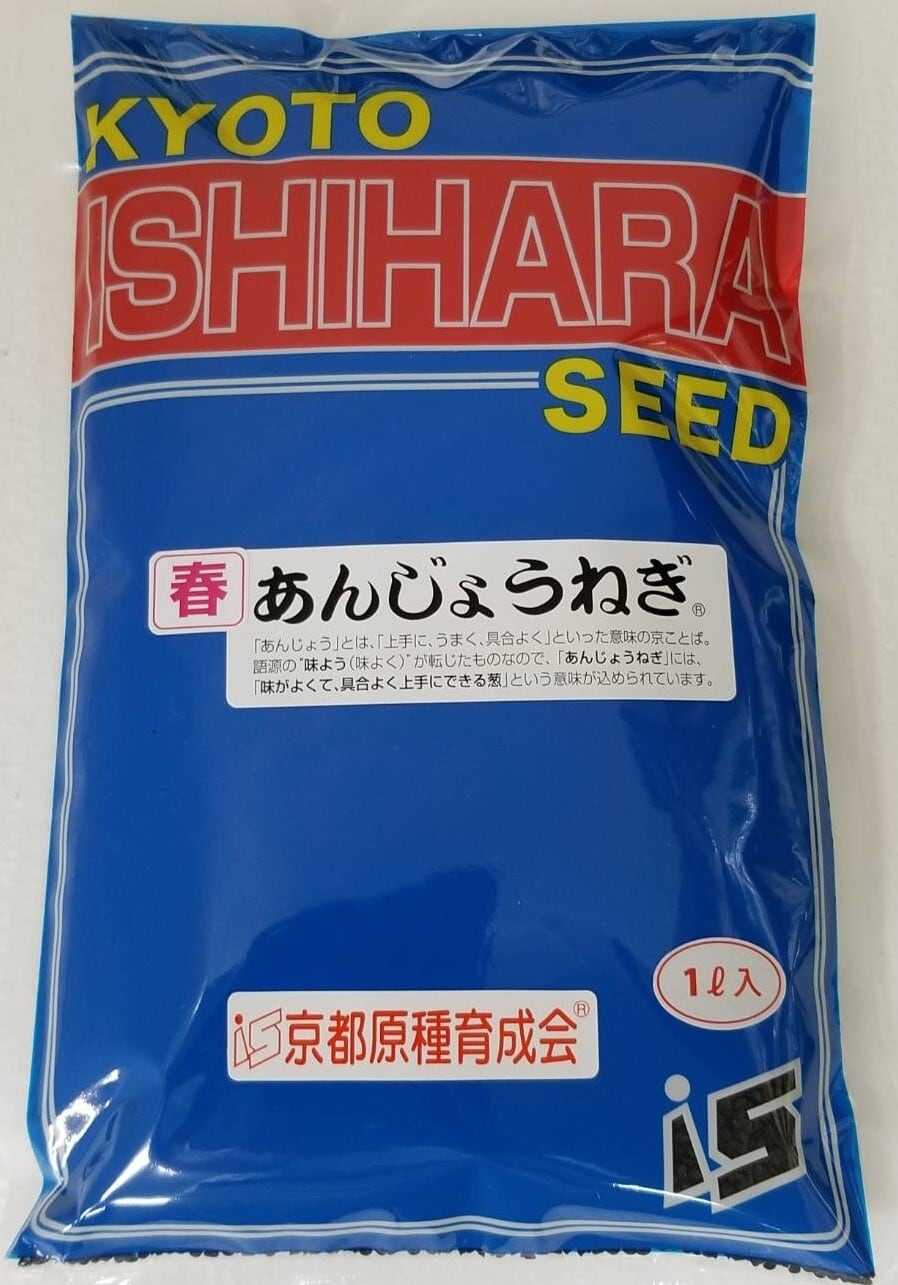 KYOTO
ISHIHARA
SEED
春 あんじょうねぎ®
「あんじょう」とは、「上手に、うまく、具合よく」といった意味の京ことば。
語源の"味よう(味よく)"が転じたものなので、「あんじょうねぎ」には、
「味がよくて、具合よく上手にできる葱」という意味が込められています。
1ℓ入
is京都原種育成会®
is